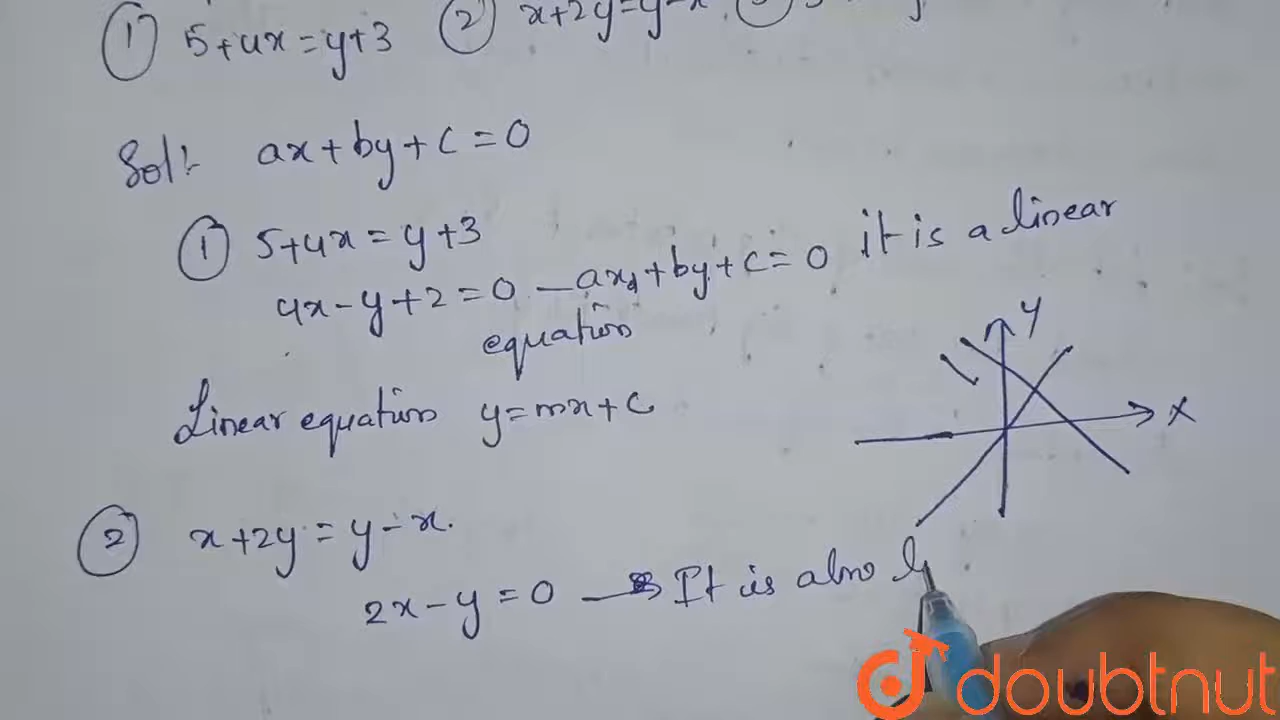 ① 5+4x=y+3 ② x+2y=y-x ③
Sol:- ax+by+c=0
① 5+4x=y+3
4x-y+2=0 - ax+by+c=0 it is a linear
equation
Linear equation y=mx+c
y
x
② x+2y=y-x.
2x-y=0 → It is also
doubtnut